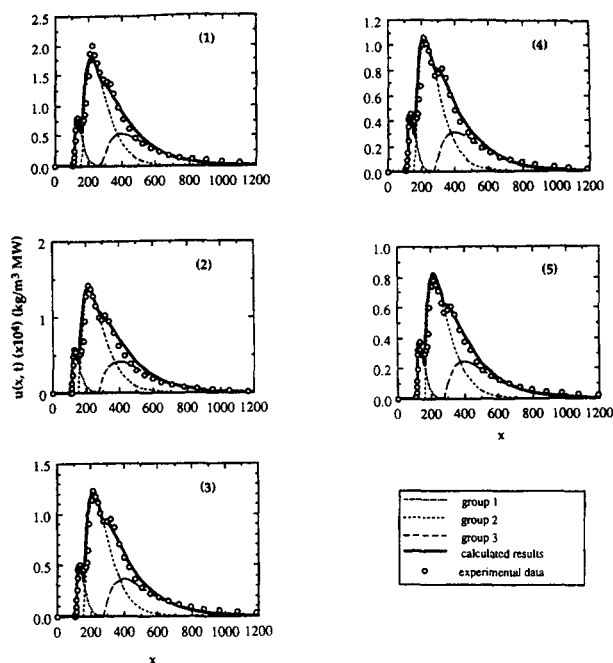 (1)
2.5
2.0
1.5
1.0
0.5
0.0
0 200 400 600 800 1000 1200
(2)
2
1
0
0 200 400 600 800 1000 1200
u(x, t) (x10⁴) (kg/m³ MW)
(3)
1.5
1.0
0.5
0.0
0 200 400 600 800 1000 1200
x
(4)
1.2
1.0
0.8
0.6
0.4
0.2
0.0
0 200 400 600 800 1000 1200
(5)
0.8
0.6
0.4
0.2
0.0
0 200 400 600 800 1000 1200
x
group 1
group 2
group 3
calculated results
experimental data